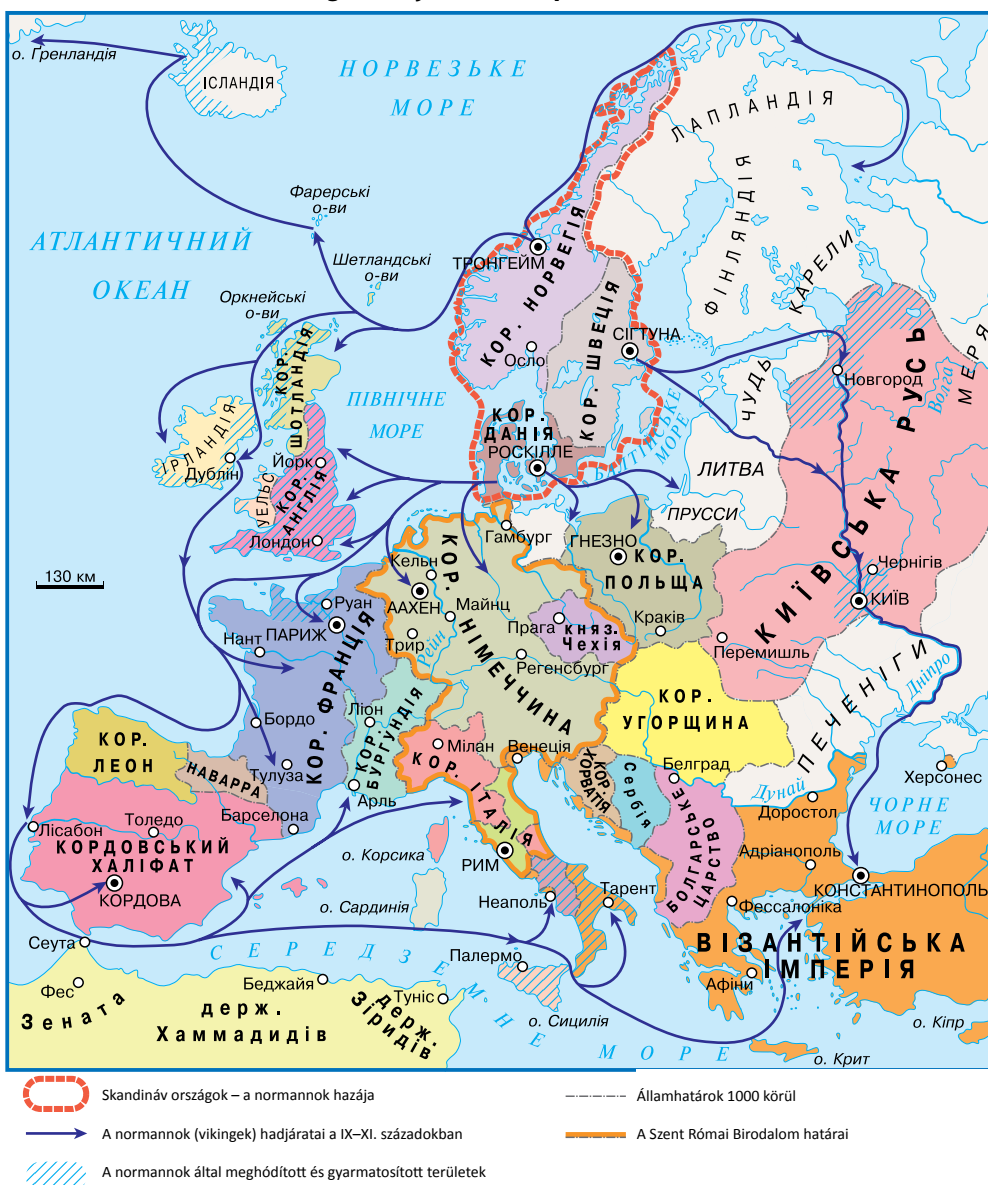 о. Ґренландія
ІСЛАНДІЯ
НОРВЕЗЬКЕ
МОРЕ
ЛАПЛАНДІЯ
Фарерські
о-ви
АТЛАНТИЧНИЙ
ОКЕАН
Шетландські
о-ви
Оркнейські
о-ви
ТРОНГЕЙМ
КОР. НОРВЕГІЯ
ФІНЛЯНДІЯ
КАРЕЛИ
КОР. ШВЕЦІЯ
СІГТУНА
Осло
КОР.
ШОТЛАНДІЯ
ПІВНІЧНЕ
МОРЕ
КОР.
ДАНІЯ
РОСКІЛЛЕ
БАЛТІЙСЬКЕ
МОРЕ
ЧУДЬ
Новгород
Волга
МЕРЯ
ІРЛАНДІЯ
Дублін
Йорк
УЕЛЬС
КОР.
АНГЛІЯ
Лондон
ЛИТВА
ПРУССИ
КИЇВСЬКА РУСЬ
130 км
Гамбург
ГНЕЗНО
КОР.
ПОЛЬЩА
Чернігів
КИЇВ
Кельн
ААХЕН
Майнц
Трир
Рейн
КОР. НІМЕЧЧИНА
Прага
КНЯЗ.
Чехія
Краків
Перемишль
Регенсбург
Руан
ПАРИЖ
Нант
КОР. ФРАНЦІЯ
ПЕЧЕНІГИ
Дніпро
Бордо
Ліон
КОР.
БУРГУНДІЯ
КОР.
УГОРЩИНА
КОР.
ЛЕОН
НАВАРРА
Тулуза
Арль
Мілан
Венеція
КОР. ІТАЛІЯ
КОР.
ХОРВАТІЯ
Сербія
Белград
Дунай
Доростол
Херсонес
ЧОРНЕ
МОРЕ
Лісабон
Толедо
Барселона
КОРДОВСЬКИЙ
ХАЛІФАТ
КОРДОВА
о. Корсика
РИМ
БОЛГАРСЬКЕ
ЦАРСТВО
Адріанополь
КОНСТАНТИНОПОЛЬ
о. Сардинія
Неаполь
Тарент
Фессалоніка
ВІЗАНТІЙСЬКА
ІМПЕРІЯ
Афіни
Сеута
СЕРЕДЗЕМНЕ МОРЕ
Палермо
Фес
Зената
Беджайя
держ.
Хаммадидів
Туніс
держ.
Зіридів
о. Сицилія
о. Кіпр
о. Крит
Skandináv országok – a normannok hazája
Államhatárok 1000 körül
A normannok (vikingek) hadjáratai a IX–XI. századokban
A Szent Római Birodalom határai
A normannok által meghódított és gyarmatosított területek